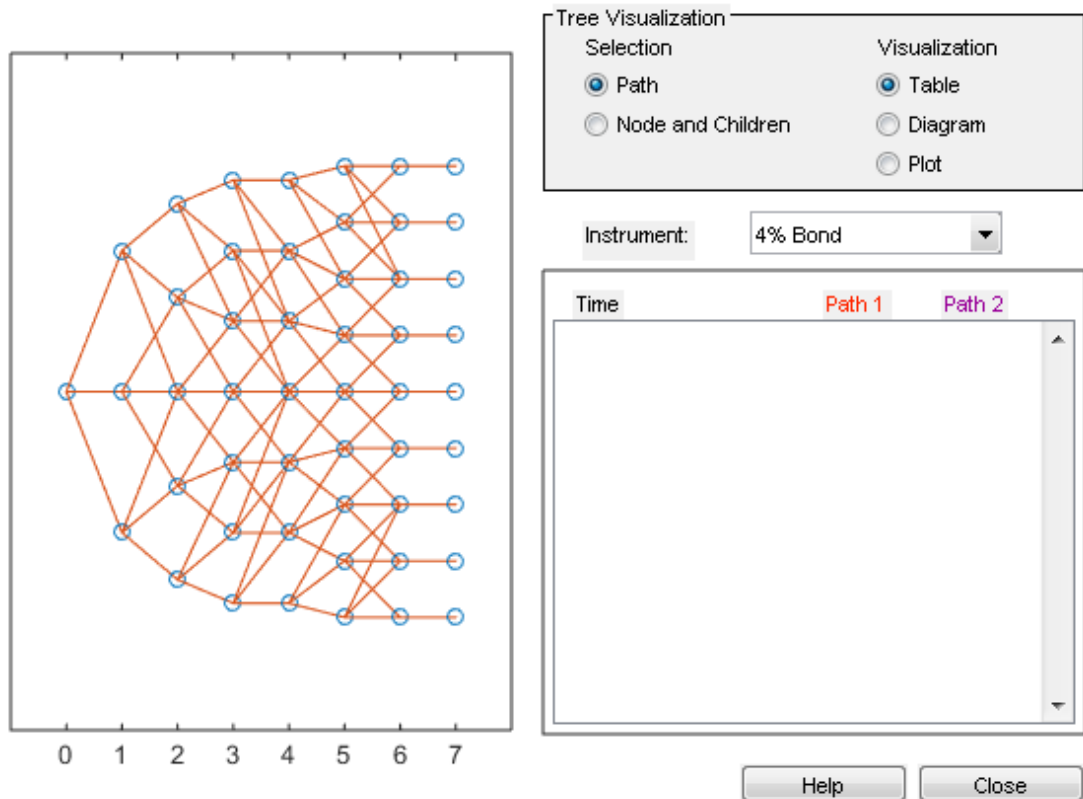 Tree Visualization
Selection Visualization
Path Table
Node and Children Diagram
Plot
Instrument: 4% Bond
Time Path 1 Path 2
0 1 2 3 4 5 6 7
Help Close